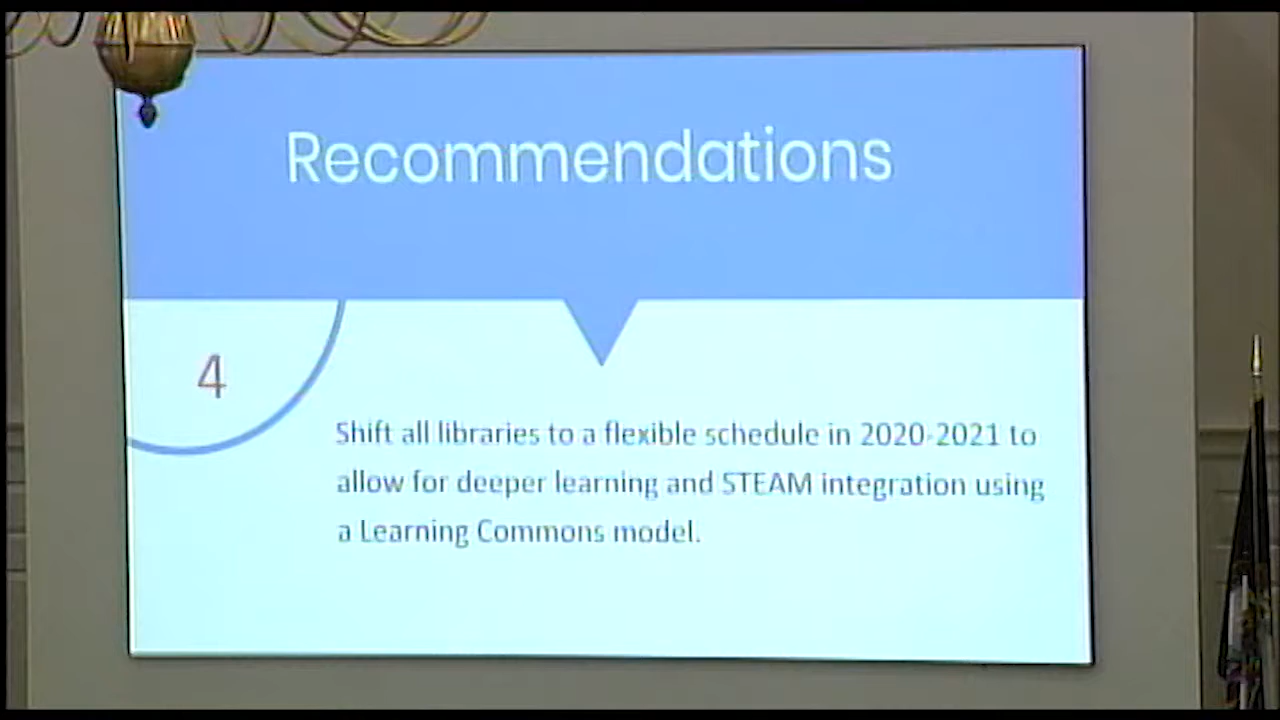 Recommendations
4
Shift all libraries to a flexible schedule in 2020-2021 to
allow for deeper learning and STEAM integration using
a Learning Commons model.